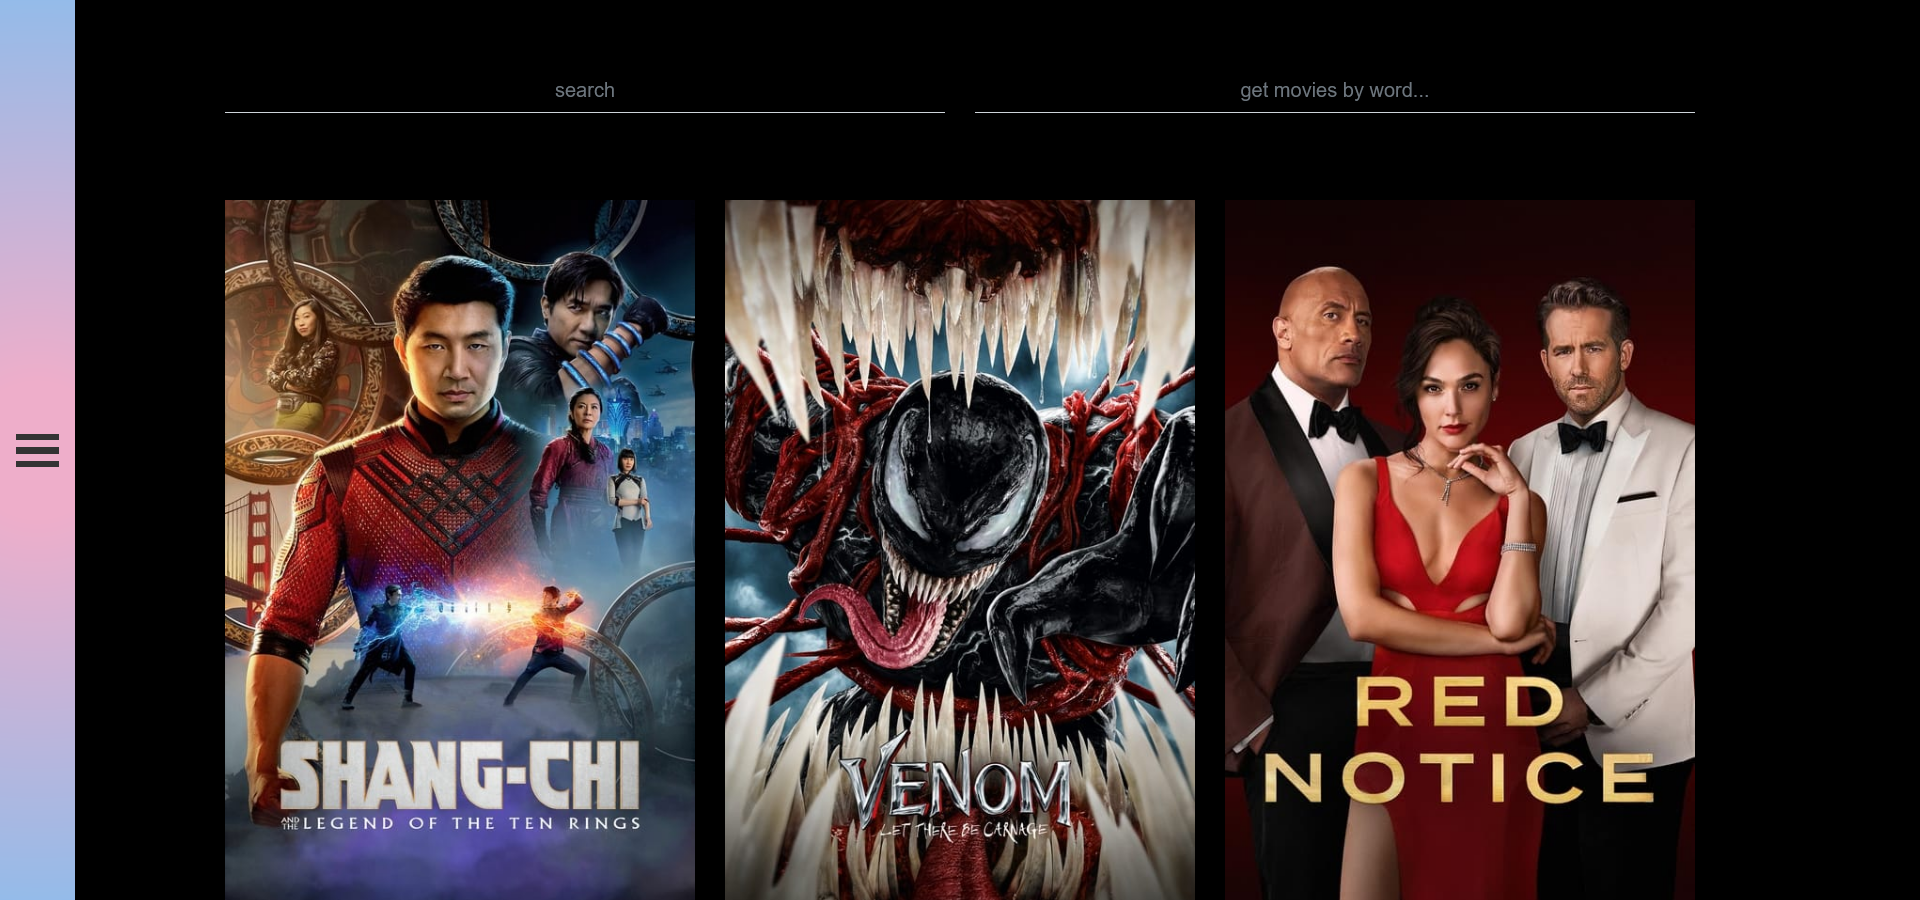 search
get movies by word...
SHANG-CHI
AND THE LEGEND OF THE TEN RINGS
VENOM
LET THERE BE CARNAGE
RED
NOTICE